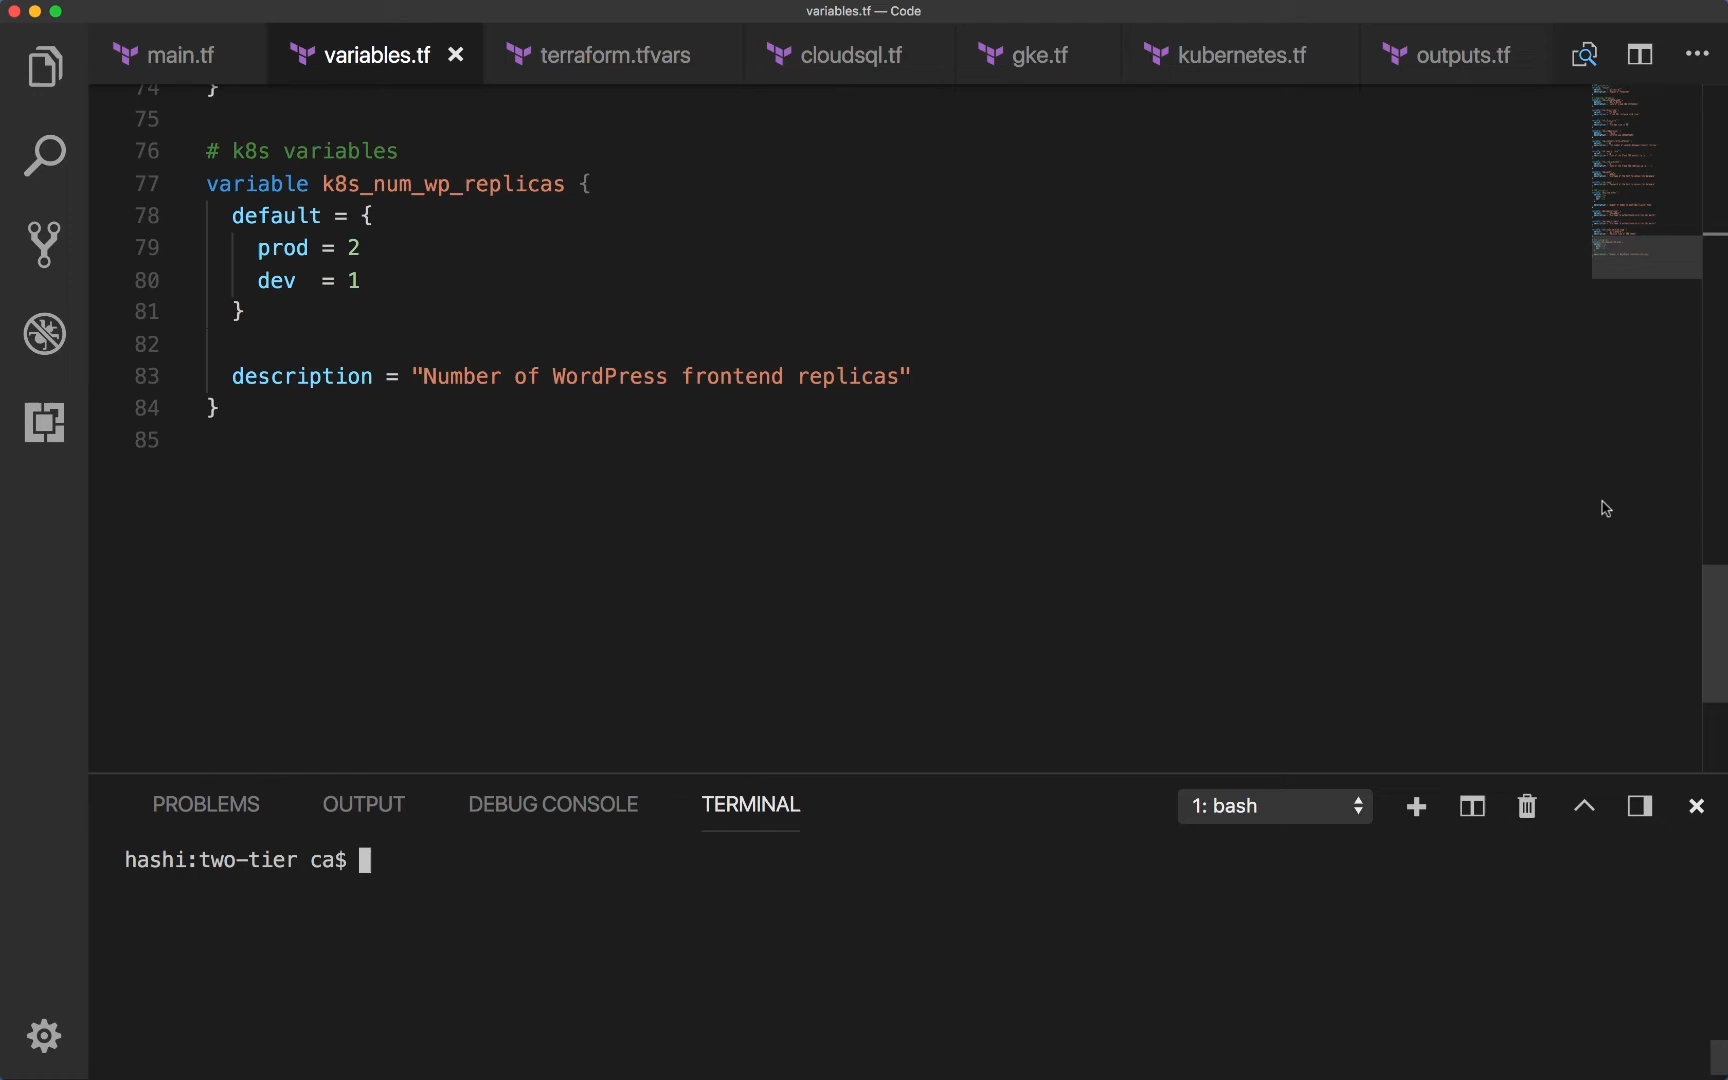 variables.tf — Code
main.tf
variables.tf
terraform.tfvars
cloudsql.tf
gke.tf
kubernetes.tf
outputs.tf
74 }
75
76 # k8s variables
77 variable k8s_num_wp_replicas {
78 default = {
79 prod = 2
80 dev = 1
81 }
82
83 description = "Number of WordPress frontend replicas"
84 }
85
PROBLEMS
OUTPUT
DEBUG CONSOLE
TERMINAL
1: bash
hashi:two-tier ca$